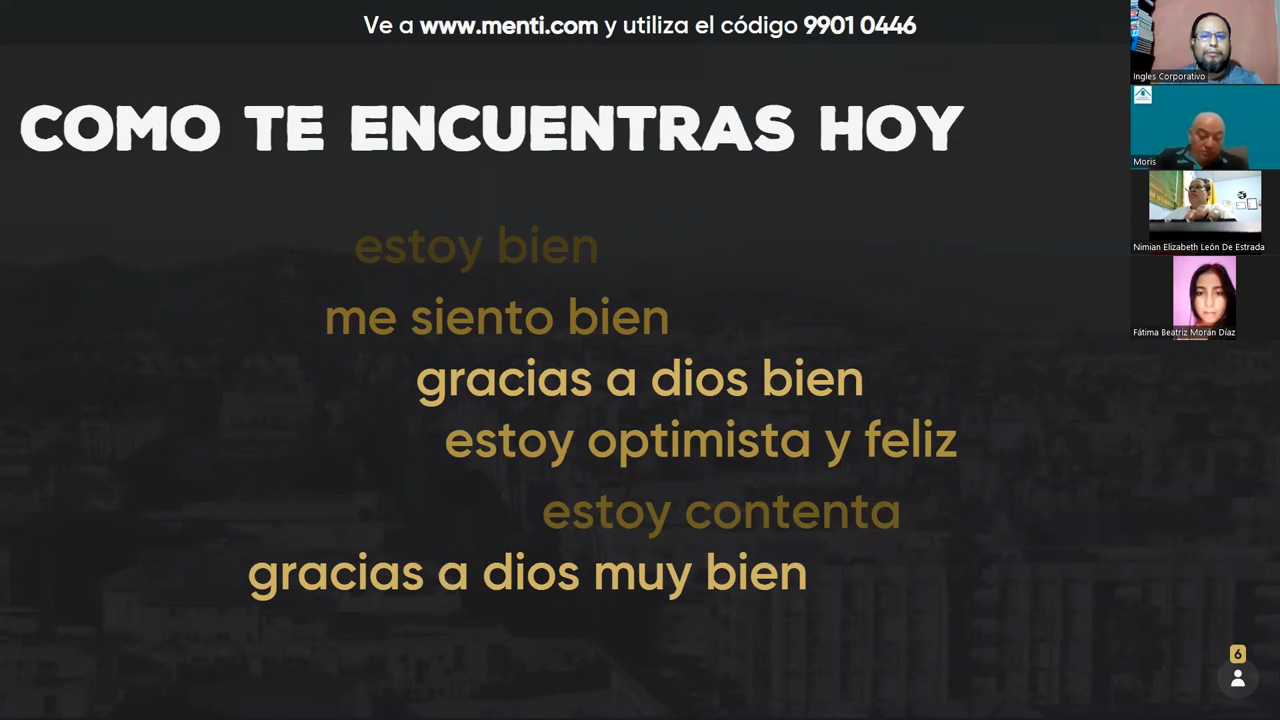 Ve a www.menti.com y utiliza el código 9901 0446
COMO TE ENCUENTRAS HOY
estoy bien
me siento bien
gracias a dios bien
estoy optimista y feliz
estoy contenta
gracias a dios muy bien
Ingles Corporativo
Moris
Nimian Elizabeth León De Estrada
Fátima Beatriz Morán Díaz
6